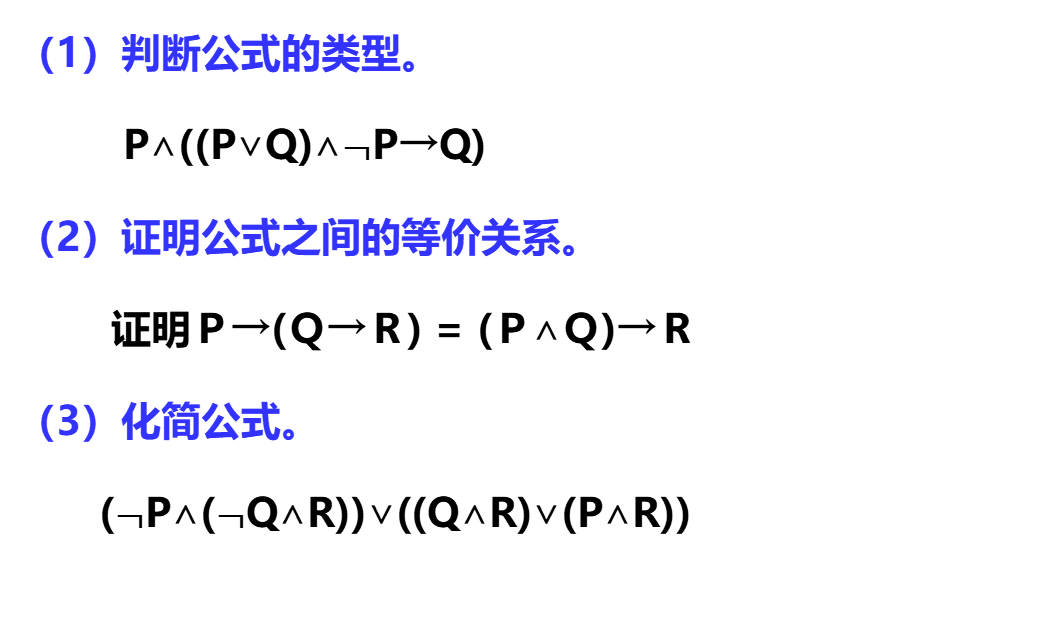 （1）判断公式的类型。
P∧((P∨Q)∧¬P→Q)
（2）证明公式之间的等价关系。
证明 P→(Q→R) = (P∧Q)→R
（3）化简公式。
(¬P∧(¬Q∧R))∨((Q∧R)∨(P∧R))